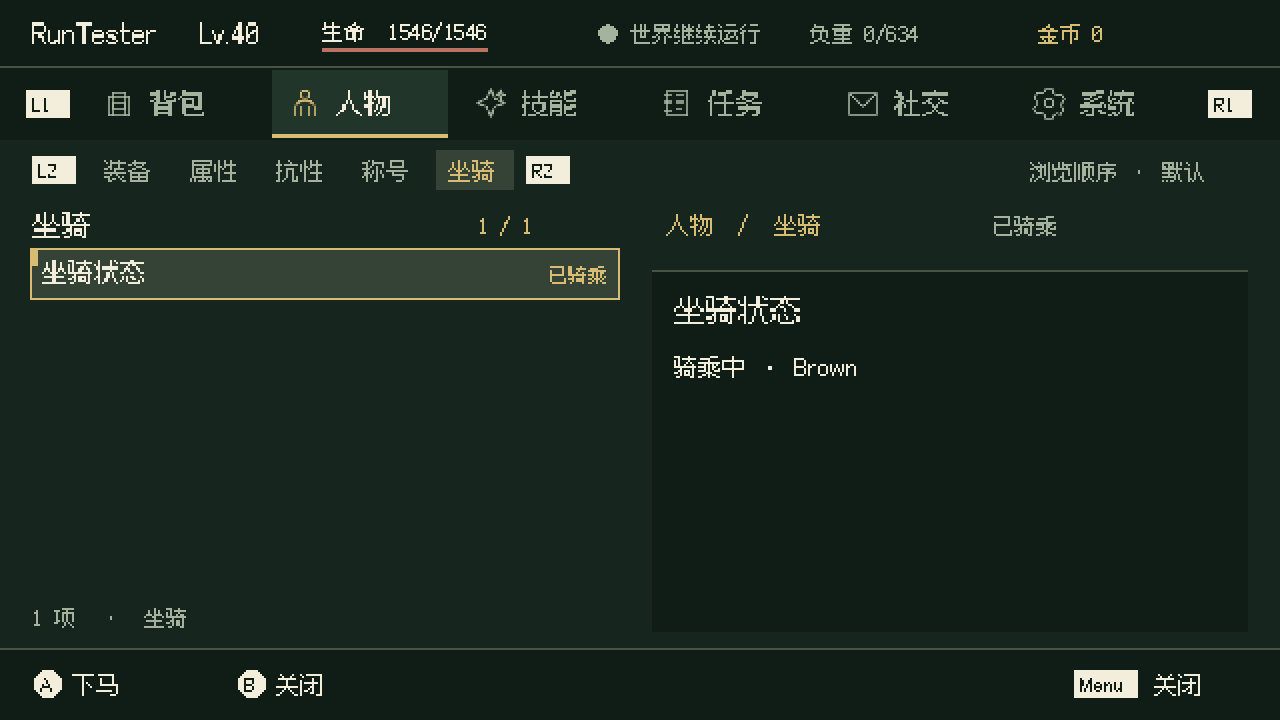 RunTester Lv.40 生命 1546/1546 世界继续运行 负重 0/634 金币 0
L1 背包 人物 技能 任务 社交 系统 R1
L2 装备 属性 抗性 称号 坐骑 R2 浏览顺序 · 默认
坐骑 1 / 1 人物 / 坐骑 已骑乘
坐骑状态 已骑乘
坐骑状态
骑乘中 · Brown
1 项 · 坐骑
A 下马 B 关闭 Menu 关闭